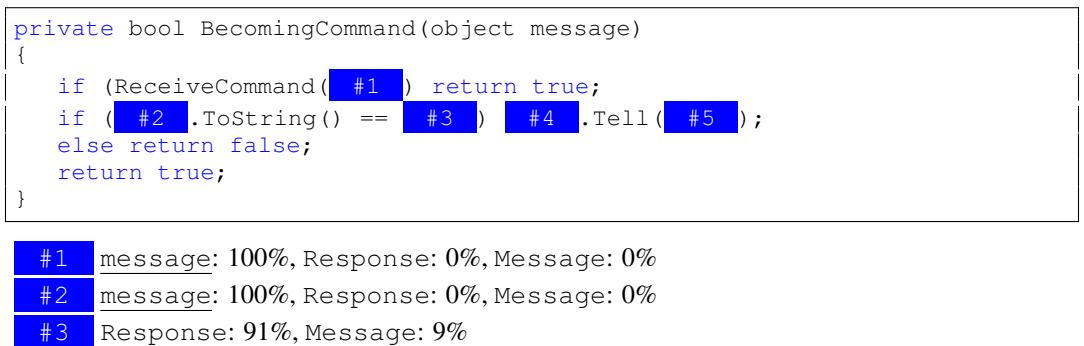 private bool BecomingCommand(object message)
{
if (ReceiveCommand( #1 ) return true;
if ( #2 .ToString() == #3 ) #4 .Tell( #5 );
else return false;
return true;
}
#1 message: 100%, Response: 0%, Message: 0%
#2 message: 100%, Response: 0%, Message: 0%
#3 Response: 91%, Message: 9%